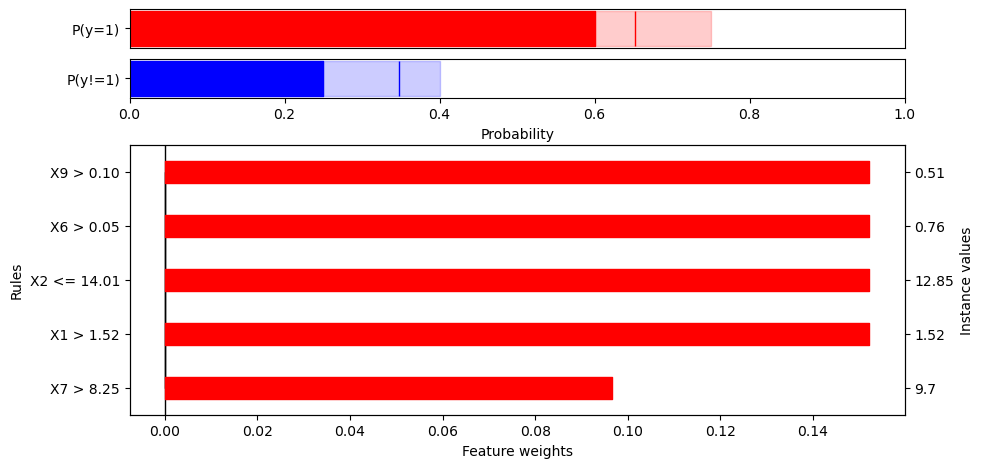 P(y=1)
P(y!=1)
0.0 0.2 0.4 0.6 0.8 1.0
Probability
X9 > 0.10 0.51
X6 > 0.05 0.76
X2 <= 14.01 12.85
X1 > 1.52 1.52
X7 > 8.25 9.7
Rules
Instance values
0.00 0.02 0.04 0.06 0.08 0.10 0.12 0.14
Feature weights